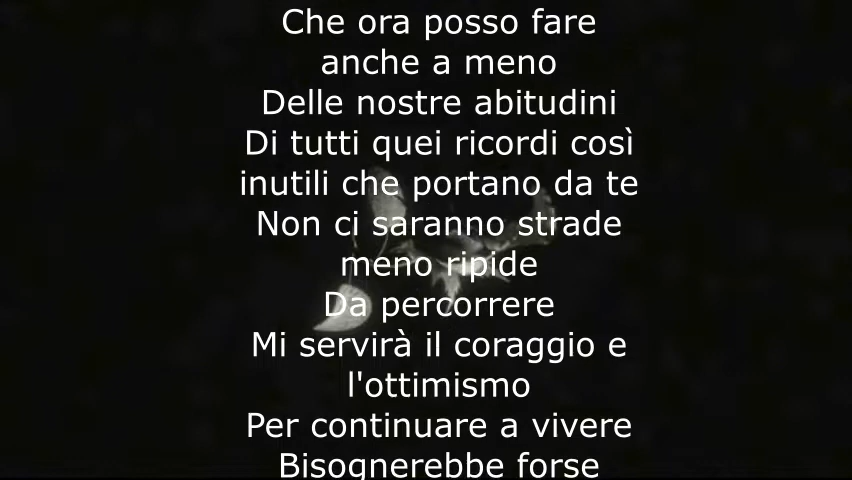 Che ora posso fare
anche a meno
Delle nostre abitudini
Di tutti quei ricordi così
inutili che portano da te
Non ci saranno strade
meno ripide
Da percorrere
Mi servirà il coraggio e
l'ottimismo
Per continuare a vivere
Bisognerebbe forse